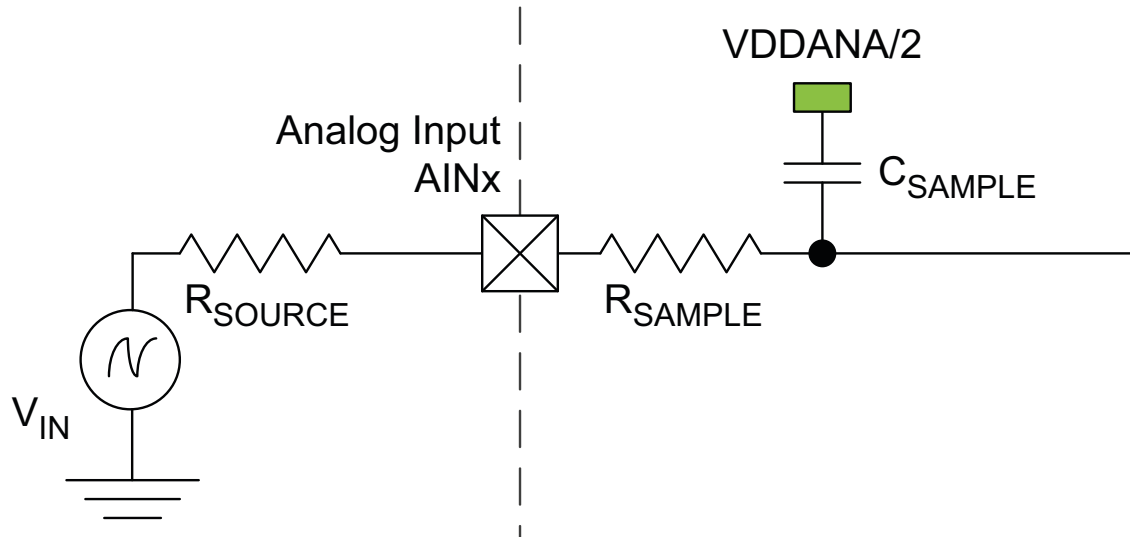 VDDANA/2
Analog Input
AINx
CSAMPLE
RSOURCE
RSAMPLE
VIN